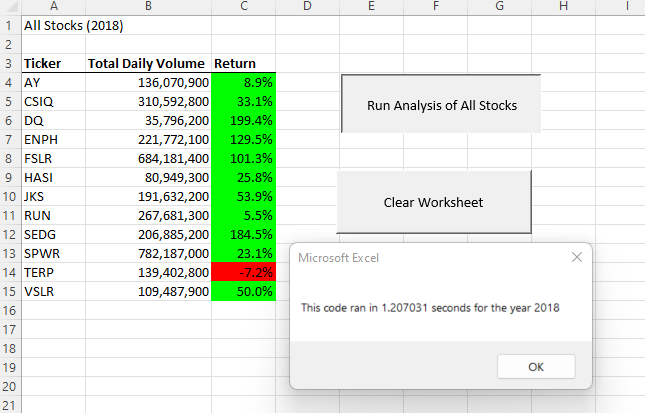 A B C D E F G H I
1 All Stocks (2018)
2
3 Ticker Total Daily Volume Return
4 AY 136,070,900 8.9%
5 CSIQ 310,592,800 33.1%
6 DQ 35,796,200 199.4%
7 ENPH 221,772,100 129.5%
8 FSLR 684,181,400 101.3%
9 HASI 80,949,300 25.8%
10 JKS 191,632,200 53.9%
11 RUN 267,681,300 5.5%
12 SEDG 206,885,200 184.5%
13 SPWR 782,187,000 23.1%
14 TERP 139,402,800 -7.2%
15 VSLR 109,487,900 50.0%
16
17
18
19
20
21
Run Analysis of All Stocks
Clear Worksheet
Microsoft Excel
This code ran in 1.207031 seconds for the year 2018
OK